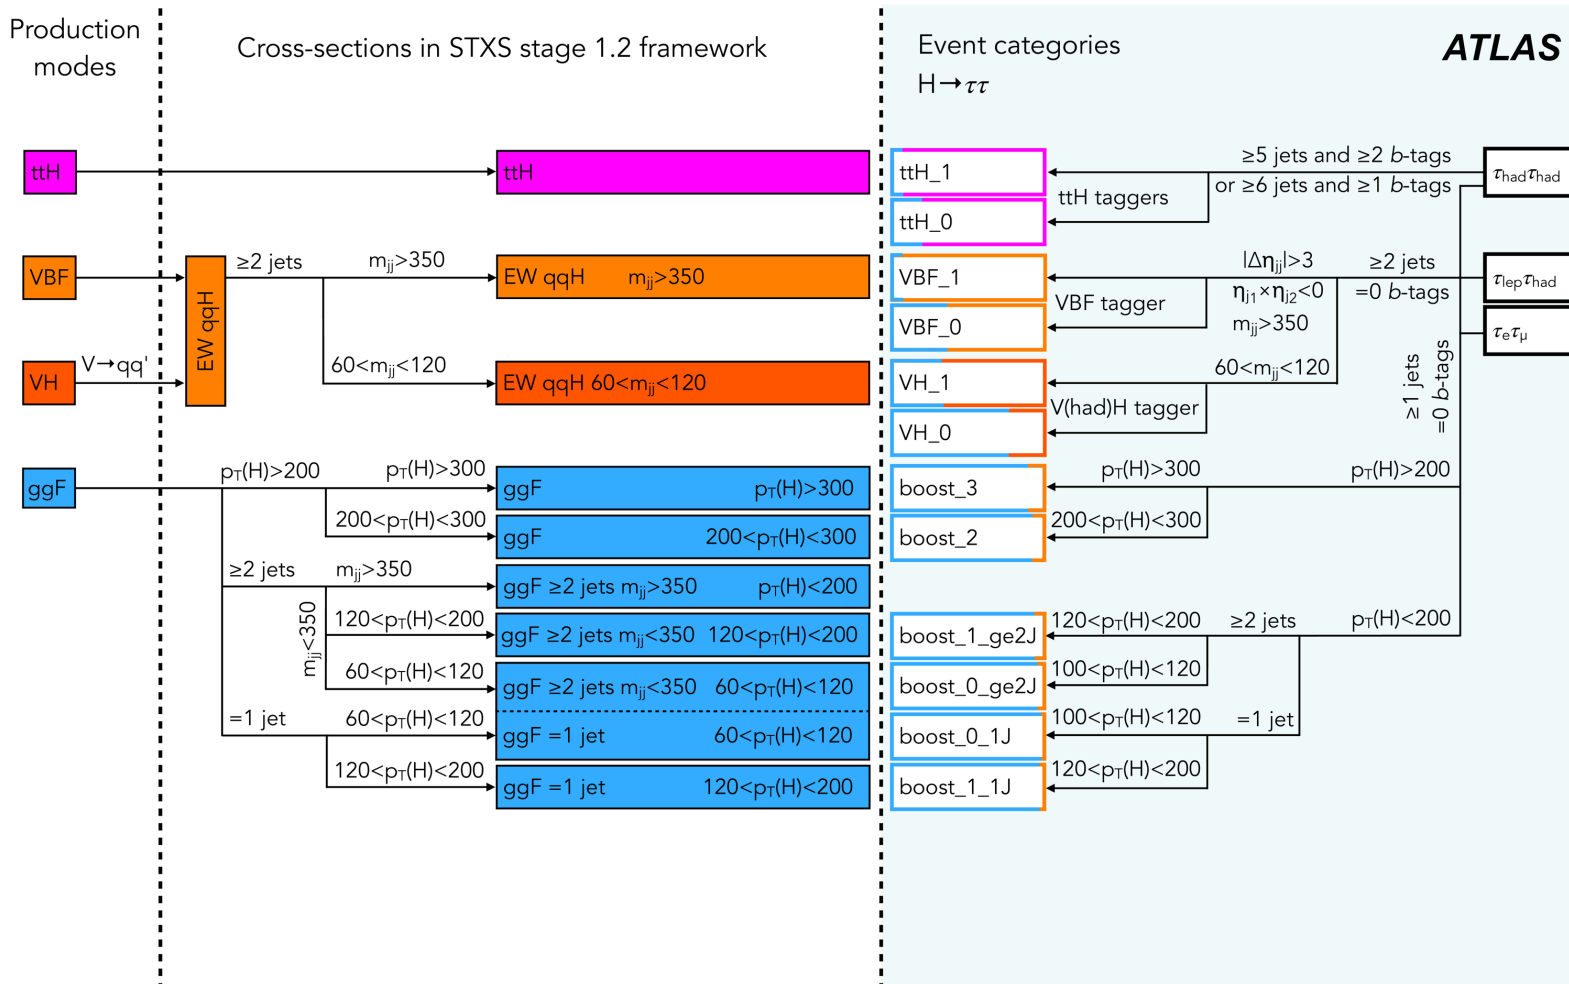 Production
modes
Cross-sections in STXS stage 1.2 framework
Event categories
H→ττ
ATLAS
ttH
ttH
ttH_1
≥5 jets and ≥2 b-tags
or ≥6 jets and ≥1 b-tags
τhadτhad
ttH taggers
ttH_0
VBF
EW qqH
≥2 jets
mjj>350
EW qqH mjj>350
VBF_1
|Δηjj|>3
ηj1×ηj2<0
mjj>350
≥2 jets
=0 b-tags
τlepτhad
VBF tagger
VBF_0
τeτμ
VH
V→qq'
60<mjj<120
EW qqH 60<mjj<120
VH_1
60<mjj<120
≥1 jets
=0 b-tags
V(had)H tagger
VH_0
ggF
pT(H)>200
pT(H)>300
ggF pT(H)>300
boost_3
pT(H)>300
pT(H)>200
200<pT(H)<300
ggF 200<pT(H)<300
boost_2
200<pT(H)<300
≥2 jets
mjj>350
ggF ≥2 jets mjj>350 pT(H)<200
mjj<350
120<pT(H)<200
ggF ≥2 jets mjj<350 120<pT(H)<200
boost_1_ge2J
120<pT(H)<200
≥2 jets
pT(H)<200
60<pT(H)<120
ggF ≥2 jets mjj<350 60<pT(H)<120
boost_0_ge2J
100<pT(H)<120
=1 jet
60<pT(H)<120
ggF =1 jet 60<pT(H)<120
boost_0_1J
100<pT(H)<120
=1 jet
120<pT(H)<200
ggF =1 jet 120<pT(H)<200
boost_1_1J
120<pT(H)<200